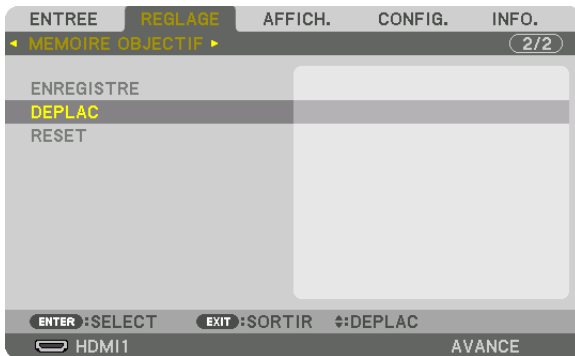 ENTREE REGLAGE AFFICH. CONFIG. INFO.
MEMOIRE OBJECTIF 2/2
ENREGISTRE
DEPLAC
RESET
ENTER :SELECT EXIT :SORTIR :DEPLAC
HDMI1 AVANCE